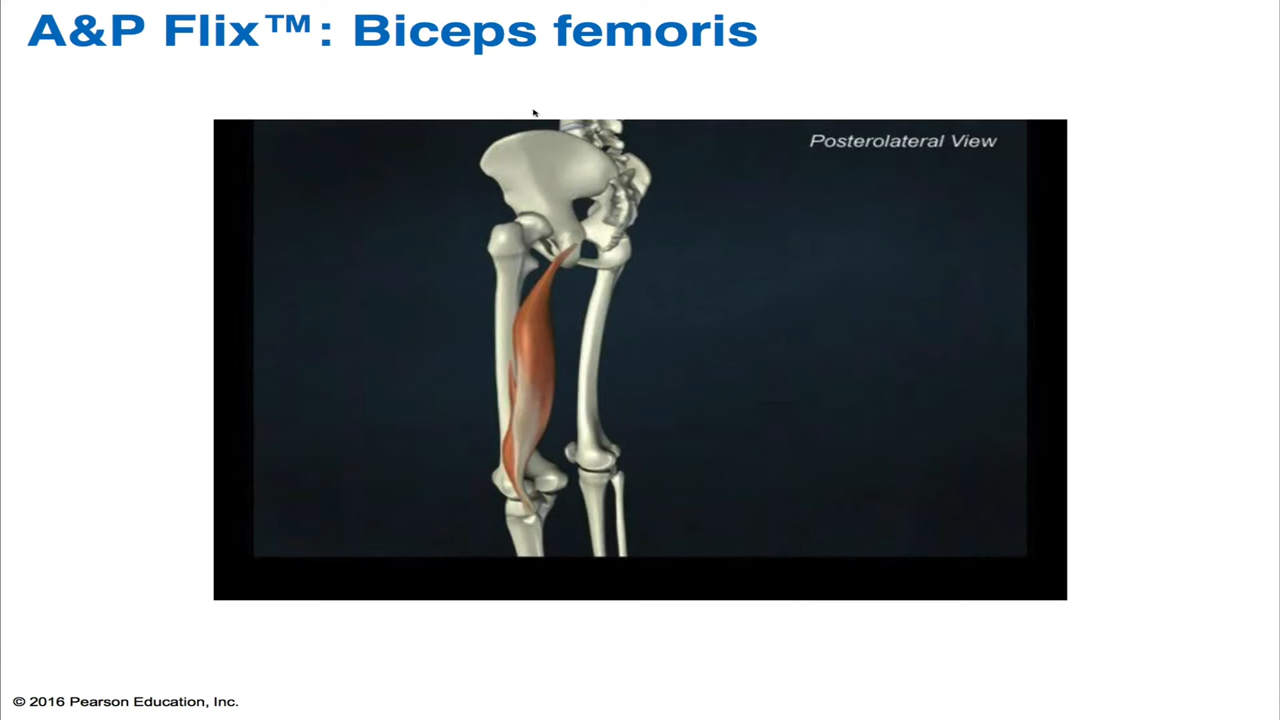 A&P Flix™: Biceps femoris
Posterolateral View
© 2016 Pearson Education, Inc.